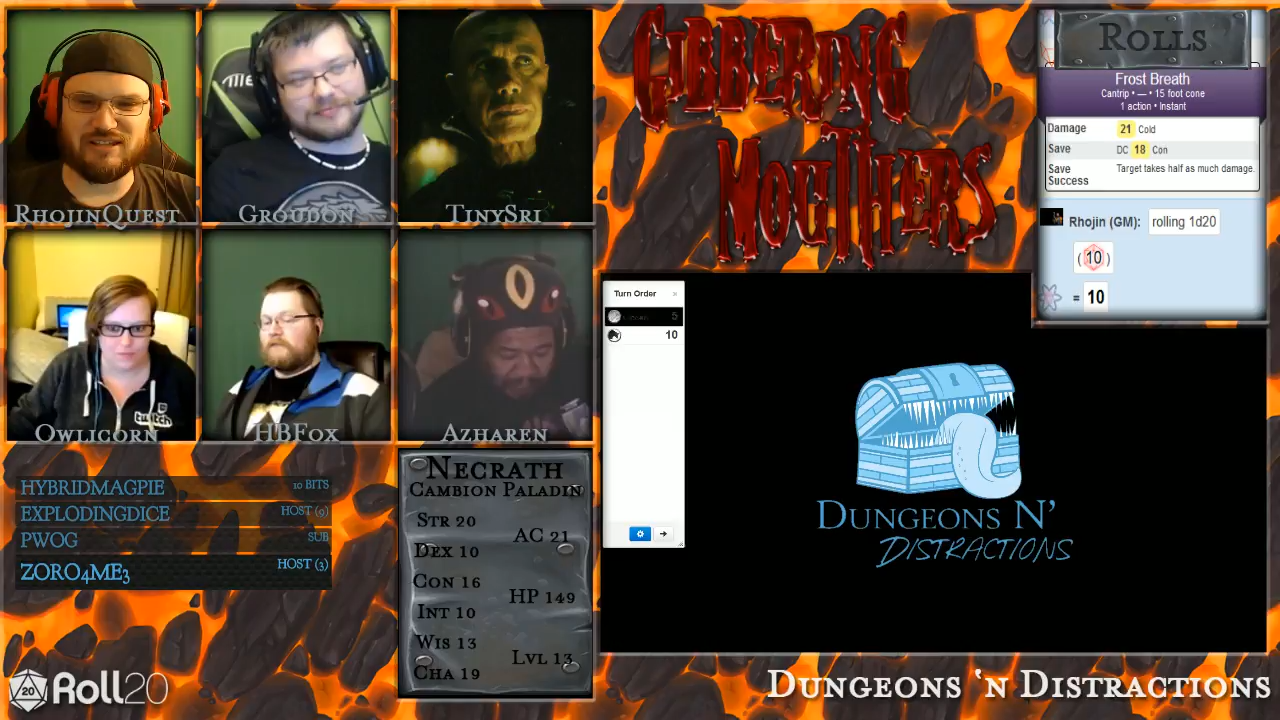 RhojinQuest
Groudon
TinySri
Owlicorn
twitch
HBFox
Azharen
Gibbering
Mouthers
Rolls
Frost Breath
Cantrip • — • 15 foot cone
1 action • Instant
Damage 21 Cold
Save DC 18 Con
Save Success Target takes half as much damage.
Rhojin (GM): rolling 1d20
(10)
= 10
Turn Order »
5
10
HYBRIDMAGPIE 10 BITS
EXPLODINGDICE HOST (9)
PWOG SUB
ZORO4ME3 HOST (3)
Necrath
Cambion Paladin
Str 20
AC 21
Dex 10
Con 16
HP 149
Int 10
Wis 13
Lvl 13
Cha 19
Dungeons N'
Distractions
20 Roll20
Dungeons 'n Distractions